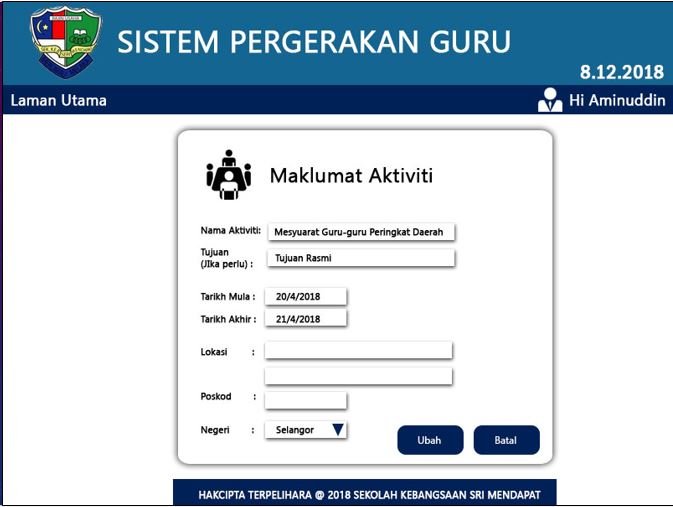 SISTEM PERGERAKAN GURU
8.12.2018
Laman Utama
Hi Aminuddin
Maklumat Aktiviti
Nama Aktiviti: Mesyuarat Guru-guru Peringkat Daerah
Tujuan
(JIka perlu) : Tujuan Rasmi
Tarikh Mula : 20/4/2018
Tarikh Akhir : 21/4/2018
Lokasi :
Poskod :
Negeri : Selangor
Ubah Batal
HAKCIPTA TERPELIHARA @ 2018 SEKOLAH KEBANGSAAN SRI MENDAPAT